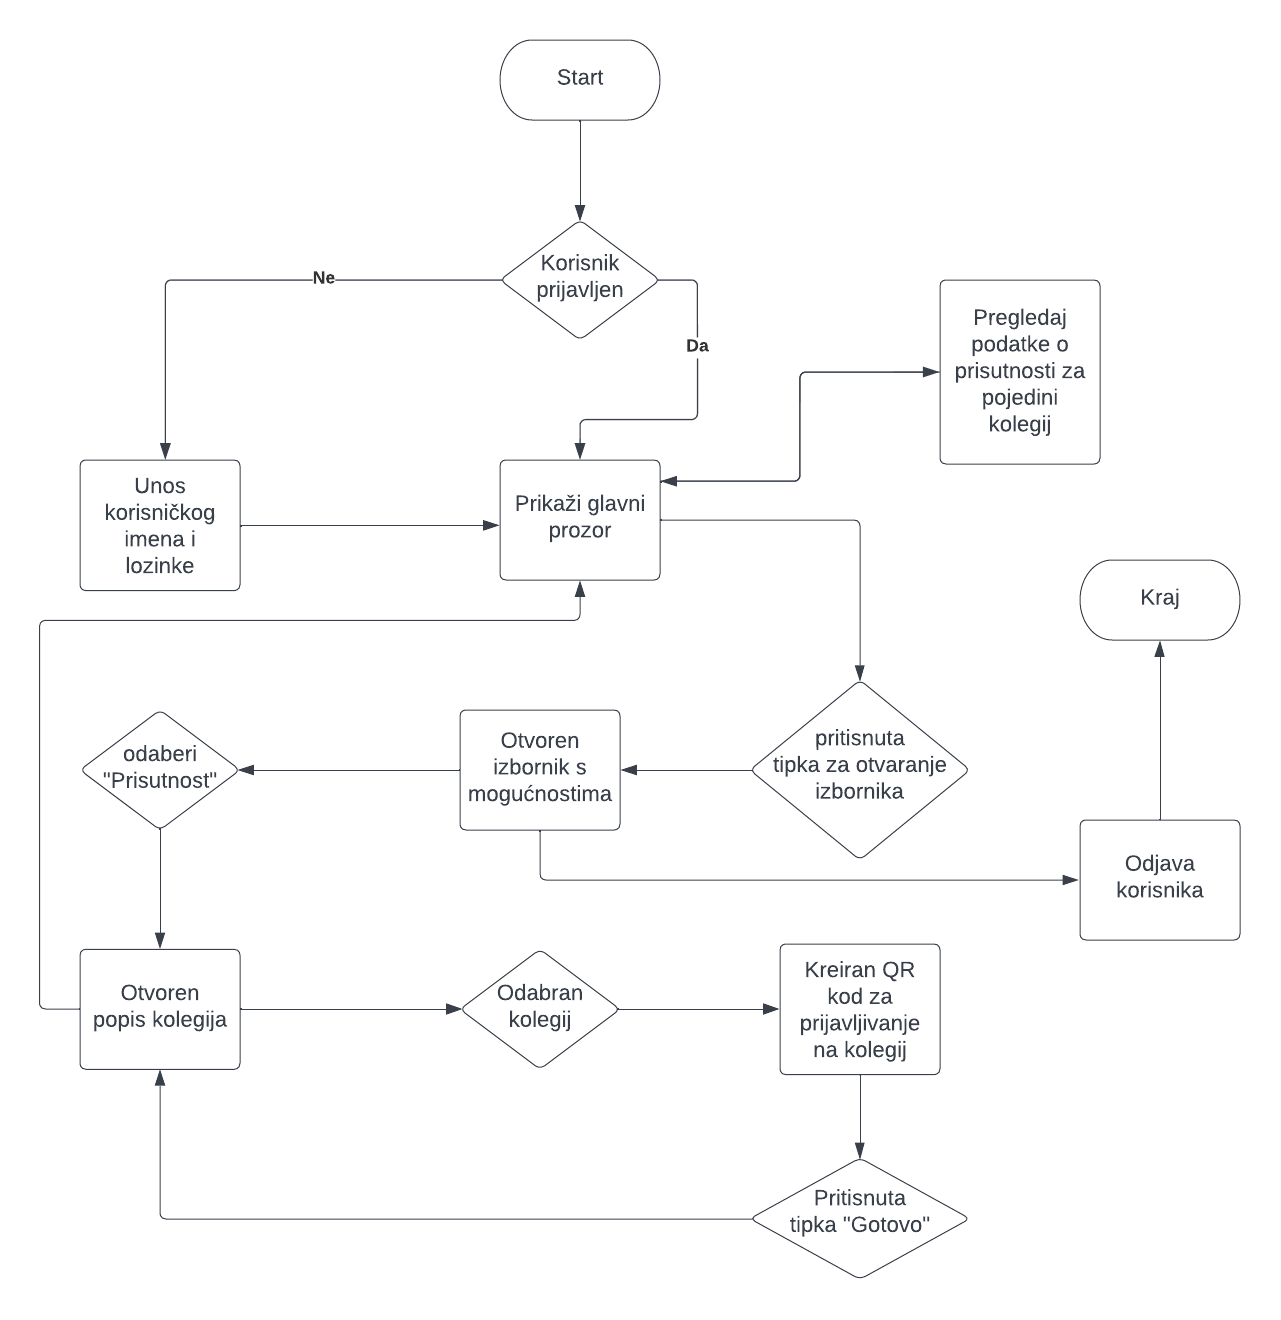 Start
Korisnik
prijavljen
Ne
Da
Pregledaj
podatke o
prisutnosti za
pojedini
kolegij
Unos
korisničkog
imena i
lozinke
Prikaži glavni
prozor
Kraj
odaberi
"Prisutnost"
Otvoren
izbornik s
mogućnostima
pritisnuta
tipka za otvaranje
izbornika
Odjava
korisnika
Otvoren
popis kolegija
Odabran
kolegij
Kreiran QR
kod za
prijavljivanje
na kolegij
Pritisnuta
tipka "Gotovo"